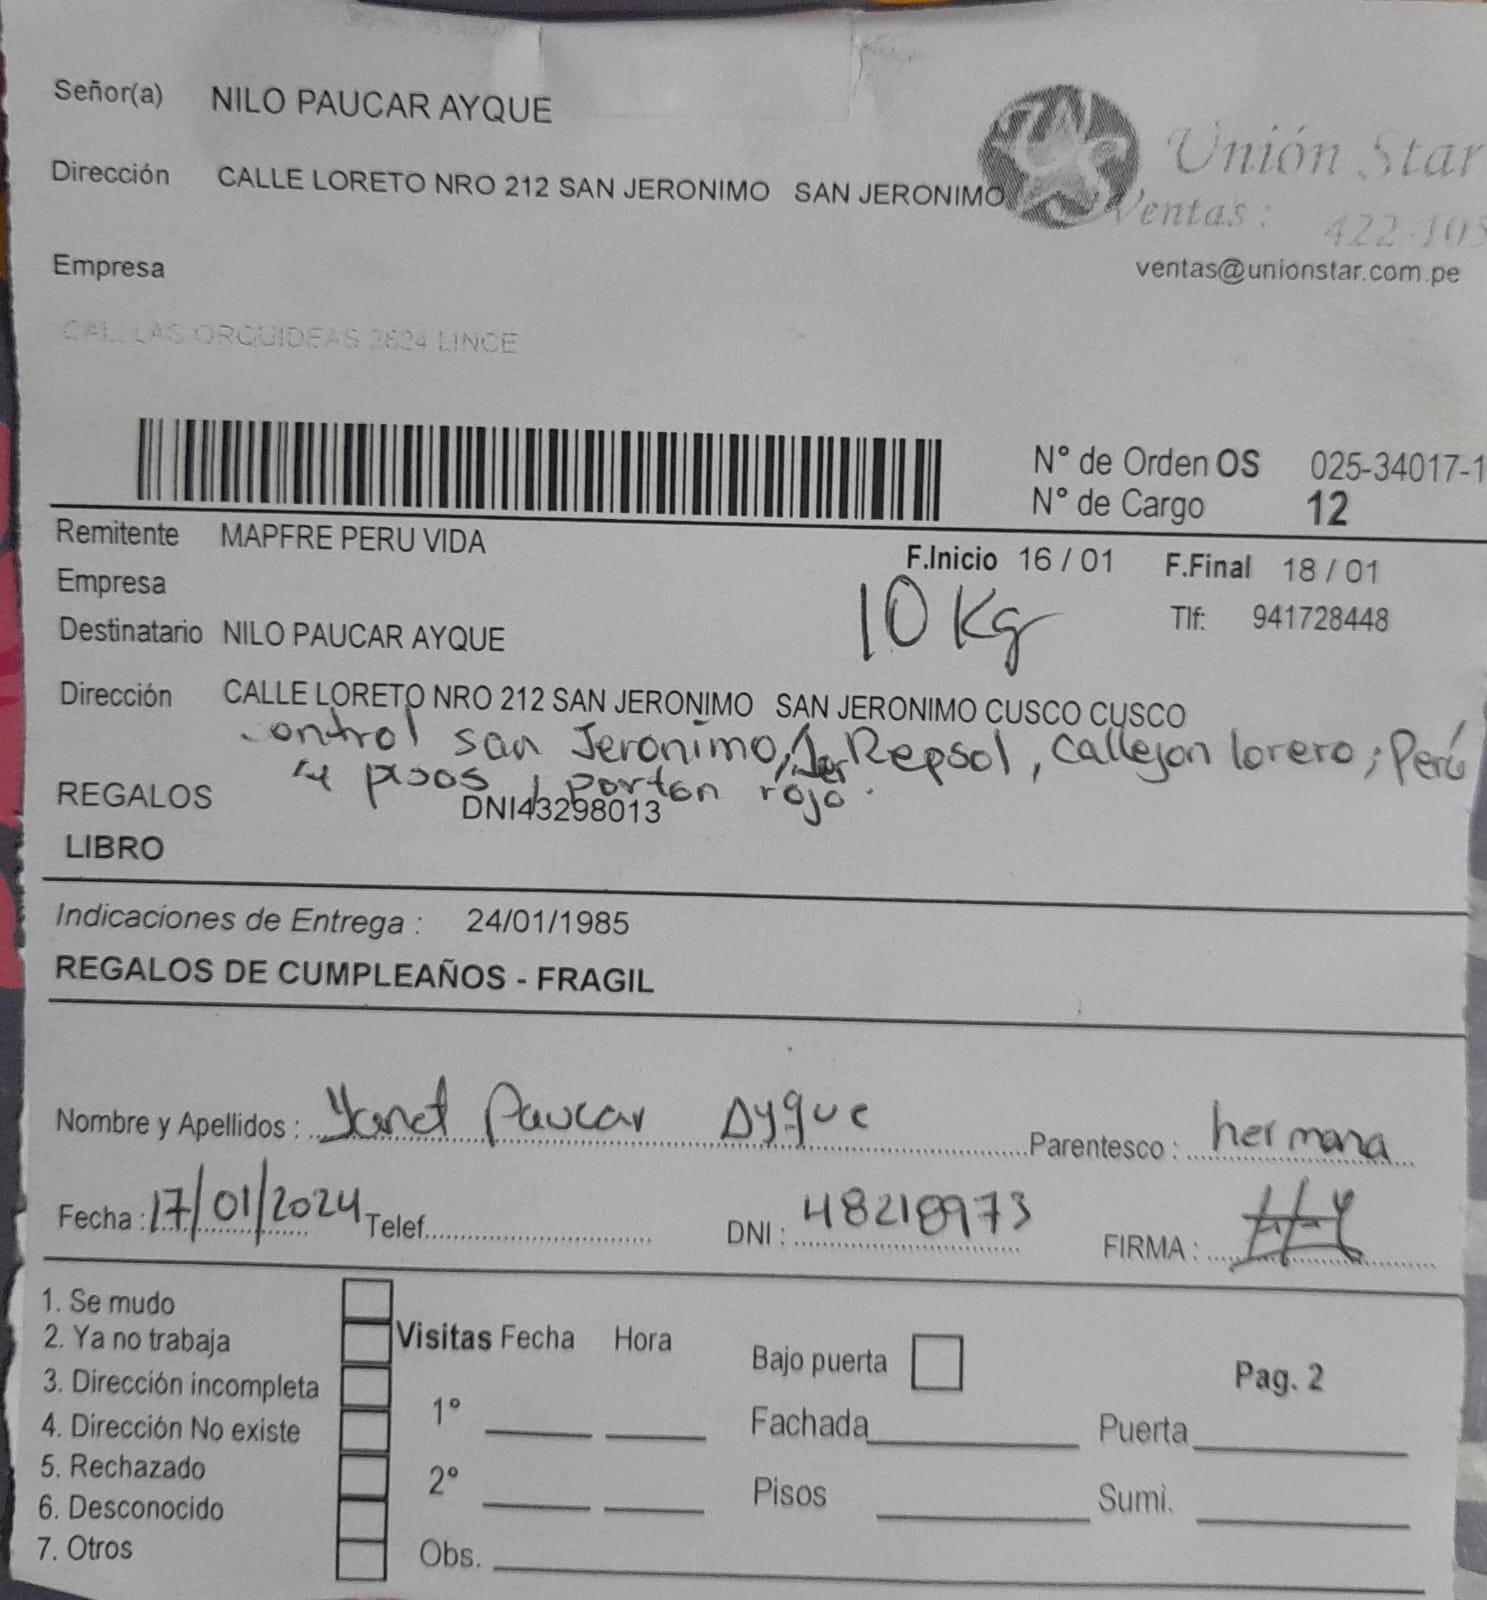 Señor(a) NILO PAUCAR AYQUE
Dirección CALLE LORETO NRO 212 SAN JERONIMO SAN JERONIMO
Unión Star
Ventas: 422-103
ventas@unionstar.com.pe
Empresa
CAL. LAS ORQUIDEAS 2624 LINCE
N° de Orden OS 025-34017-1
N° de Cargo 12
Remitente MAPFRE PERU VIDA
F.Inicio 16 / 01 F.Final 18 / 01
Empresa
10 Kg
Tlf: 941728448
Destinatario NILO PAUCAR AYQUE
Dirección CALLE LORETO NRO 212 SAN JERONIMO SAN JERONIMO CUSCO CUSCO
control san Jeronimo, 1er Repsol, callejon lorero; Perú
4 pisos, porton rojo.
REGALOS DNI43298013
LIBRO
Indicaciones de Entrega : 24/01/1985
REGALOS DE CUMPLEAÑOS - FRAGIL
Nombre y Apellidos : Yanet Paucar Ayque Parentesco : hermana
Fecha : 17/01/2024 Telef. DNI : 48218973 FIRMA :
1. Se mudo
2. Ya no trabaja
3. Dirección incompleta
4. Dirección No existe
5. Rechazado
6. Desconocido
7. Otros
Visitas Fecha Hora
1°
2°
Obs.
Bajo puerta
Pag. 2
Fachada Puerta
Pisos Sumi.